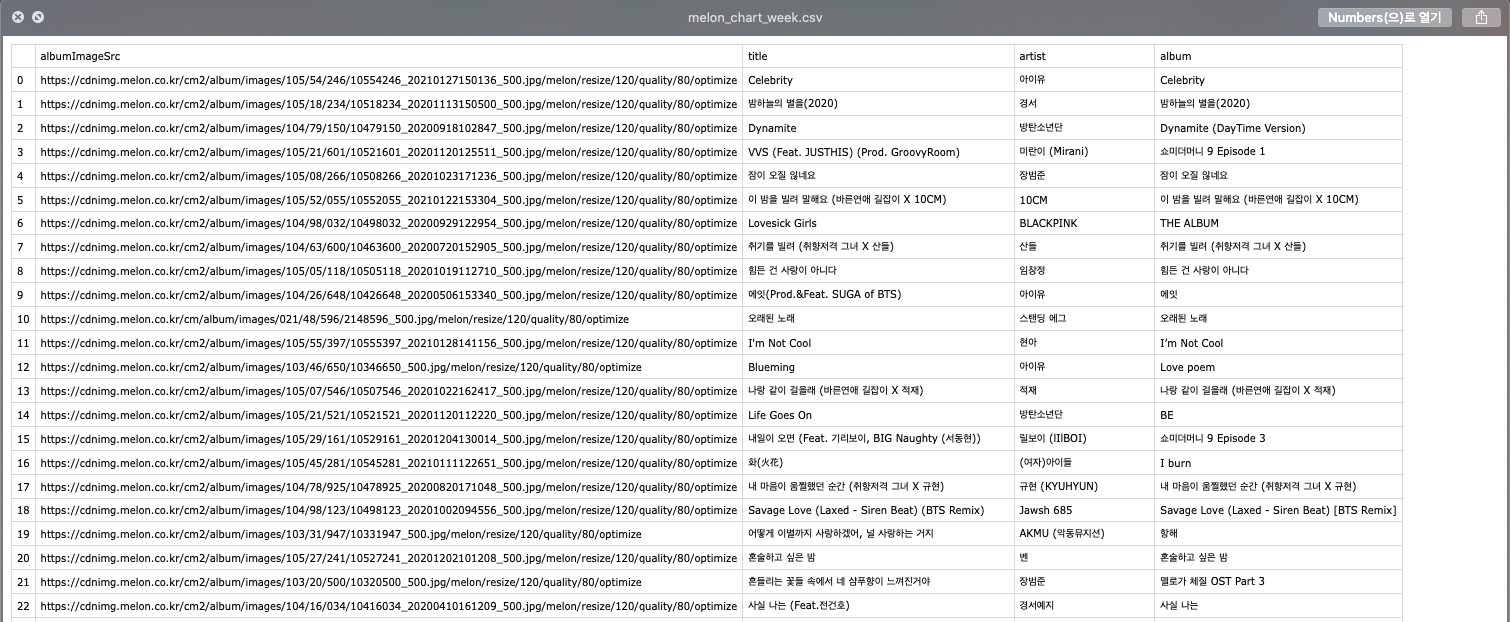 melon_chart_week.csv
Numbers(으)로 열기
albumImageSrc title artist album
0 https://cdnimg.melon.co.kr/cm2/album/images/105/54/246/10554246_20210127150136_500.jpg/melon/resize/120/quality/80/optimize Celebrity 아이유 Celebrity
1 https://cdnimg.melon.co.kr/cm2/album/images/105/18/234/10518234_20201113150500_500.jpg/melon/resize/120/quality/80/optimize 밤하늘의 별을(2020) 경서 밤하늘의 별을(2020)
2 https://cdnimg.melon.co.kr/cm2/album/images/104/79/150/10479150_20200918102847_500.jpg/melon/resize/120/quality/80/optimize Dynamite 방탄소년단 Dynamite (DayTime Version)
3 https://cdnimg.melon.co.kr/cm2/album/images/105/21/601/10521601_20201120125511_500.jpg/melon/resize/120/quality/80/optimize VVS (Feat. JUSTHIS) (Prod. GroovyRoom) 미란이 (Mirani) 쇼미더머니 9 Episode 1
4 https://cdnimg.melon.co.kr/cm2/album/images/105/08/266/10508266_20201023171236_500.jpg/melon/resize/120/quality/80/optimize 잠이 오질 않네요 장범준 잠이 오질 않네요
5 https://cdnimg.melon.co.kr/cm2/album/images/105/52/055/10552055_20210122153304_500.jpg/melon/resize/120/quality/80/optimize 이 밤을 빌려 말해요 (바른연애 길잡이 X 10CM) 10CM 이 밤을 빌려 말해요 (바른연애 길잡이 X 10CM)
6 https://cdnimg.melon.co.kr/cm2/album/images/104/98/032/10498032_20200929122954_500.jpg/melon/resize/120/quality/80/optimize Lovesick Girls BLACKPINK THE ALBUM
7 https://cdnimg.melon.co.kr/cm2/album/images/104/63/600/10463600_20200720152905_500.jpg/melon/resize/120/quality/80/optimize 취기를 빌려 (취향저격 그녀 X 산들) 산들 취기를 빌려 (취향저격 그녀 X 산들)
8 https://cdnimg.melon.co.kr/cm2/album/images/105/05/118/10505118_20201019112710_500.jpg/melon/resize/120/quality/80/optimize 힘든 건 사랑이 아니다 임창정 힘든 건 사랑이 아니다
9 https://cdnimg.melon.co.kr/cm2/album/images/104/26/648/10426648_20200506153340_500.jpg/melon/resize/120/quality/80/optimize 에잇(Prod.&Feat. SUGA of BTS) 아이유 에잇
10 https://cdnimg.melon.co.kr/cm/album/images/021/48/596/2148596_500.jpg/melon/resize/120/quality/80/optimize 오래된 노래 스탠딩 에그 오래된 노래
11 https://cdnimg.melon.co.kr/cm2/album/images/105/55/397/10555397_20210128141156_500.jpg/melon/resize/120/quality/80/optimize I'm Not Cool 현아 I’m Not Cool
12 https://cdnimg.melon.co.kr/cm2/album/images/103/46/650/10346650_500.jpg/melon/resize/120/quality/80/optimize Blueming 아이유 Love poem
13 https://cdnimg.melon.co.kr/cm2/album/images/105/07/546/10507546_20201022162417_500.jpg/melon/resize/120/quality/80/optimize 나랑 같이 걸을래 (바른연애 길잡이 X 적재) 적재 나랑 같이 걸을래 (바른연애 길잡이 X 적재)
14 https://cdnimg.melon.co.kr/cm2/album/images/105/21/521/10521521_20201120112220_500.jpg/melon/resize/120/quality/80/optimize Life Goes On 방탄소년단 BE
15 https://cdnimg.melon.co.kr/cm2/album/images/105/29/161/10529161_20201204130014_500.jpg/melon/resize/120/quality/80/optimize 내일이 오면 (Feat. 기리보이, BIG Naughty (서동현)) 릴보이 (lIlBOI) 쇼미더머니 9 Episode 3
16 https://cdnimg.melon.co.kr/cm2/album/images/105/45/281/10545281_20210111122651_500.jpg/melon/resize/120/quality/80/optimize 화(火花) (여자)아이들 I burn
17 https://cdnimg.melon.co.kr/cm2/album/images/104/78/925/10478925_20200820171048_500.jpg/melon/resize/120/quality/80/optimize 내 마음이 움찔했던 순간 (취향저격 그녀 X 규현) 규현 (KYUHYUN) 내 마음이 움찔했던 순간 (취향저격 그녀 X 규현)
18 https://cdnimg.melon.co.kr/cm2/album/images/104/98/123/10498123_20201002094556_500.jpg/melon/resize/120/quality/80/optimize Savage Love (Laxed - Siren Beat) (BTS Remix) Jawsh 685 Savage Love (Laxed - Siren Beat) [BTS Remix]
19 https://cdnimg.melon.co.kr/cm2/album/images/103/31/947/10331947_500.jpg/melon/resize/120/quality/80/optimize 어떻게 이별까지 사랑하겠어, 널 사랑하는 거지 AKMU (악동뮤지션) 항해
20 https://cdnimg.melon.co.kr/cm2/album/images/105/27/241/10527241_20201202101208_500.jpg/melon/resize/120/quality/80/optimize 혼술하고 싶은 밤 벤 혼술하고 싶은 밤
21 https://cdnimg.melon.co.kr/cm2/album/images/103/20/500/10320500_500.jpg/melon/resize/120/quality/80/optimize 흔들리는 꽃들 속에서 네 샴푸향이 느껴진거야 장범준 멜로가 체질 OST Part 3
22 https://cdnimg.melon.co.kr/cm2/album/images/104/16/034/10416034_20200410161209_500.jpg/melon/resize/120/quality/80/optimize 사실 나는 (Feat.전건호) 경서예지 사실 나는